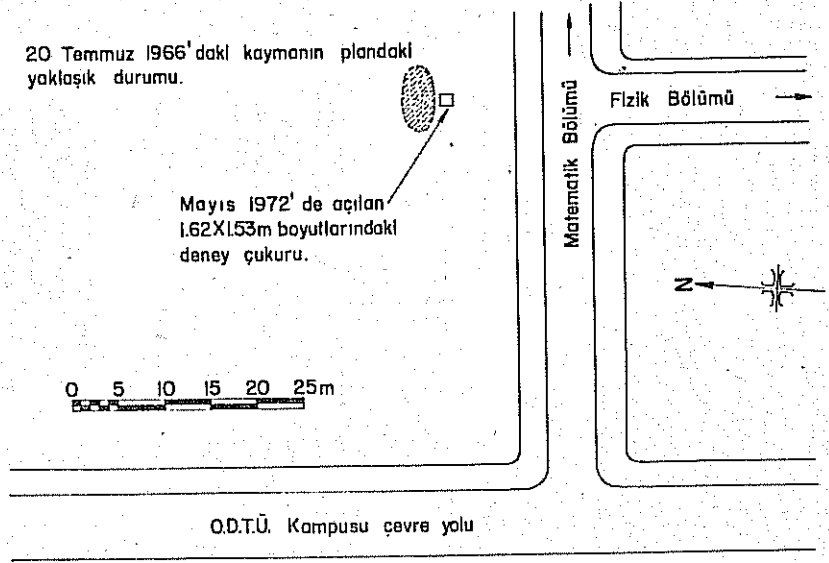 20 Temmuz 1966' daki kaymanın plandaki
yaklaşık durumu.
Matematik Bölümü
Fizik Bölümü
Mayıs 1972' de açılan
1.62X1.53m boyutlarındaki
deney çukuru.
N
0 5 10 15 20 25m
O.D.T.Ü. Kampusu çevre yolu